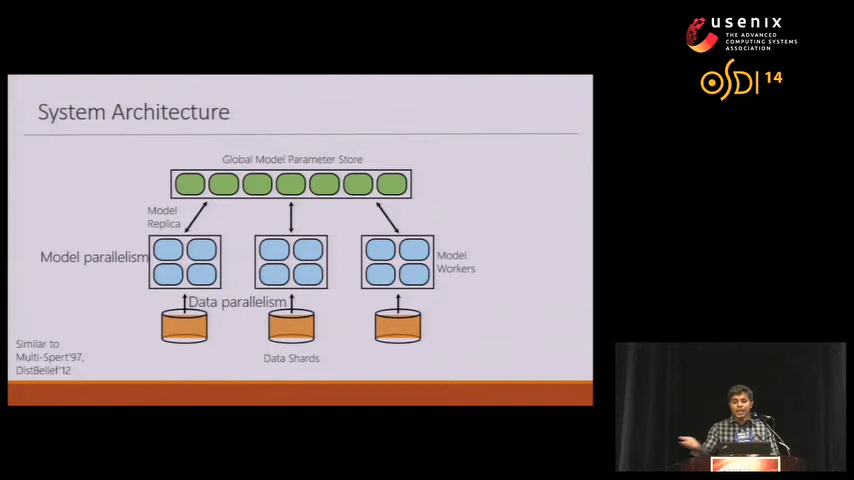 usenix
THE ADVANCED
COMPUTING SYSTEMS
ASSOCIATION
OSDI 14
System Architecture
Global Model Parameter Store
Model
Replica
Model parallelism
Model
Workers
Data parallelism
Similar to
Multi-Spert'97,
DistBelief'12
Data Shards